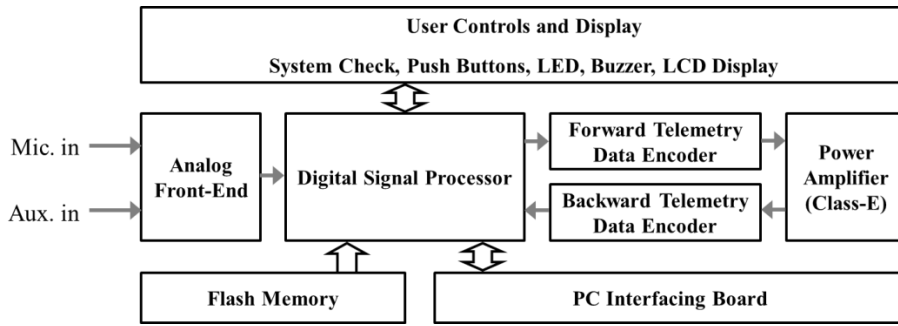 User Controls and Display
System Check, Push Buttons, LED, Buzzer, LCD Display
Mic. in
Aux. in
Analog
Front-End
Digital Signal Processor
Forward Telemetry
Data Encoder
Backward Telemetry
Data Encoder
Power
Amplifier
(Class-E)
Flash Memory
PC Interfacing Board